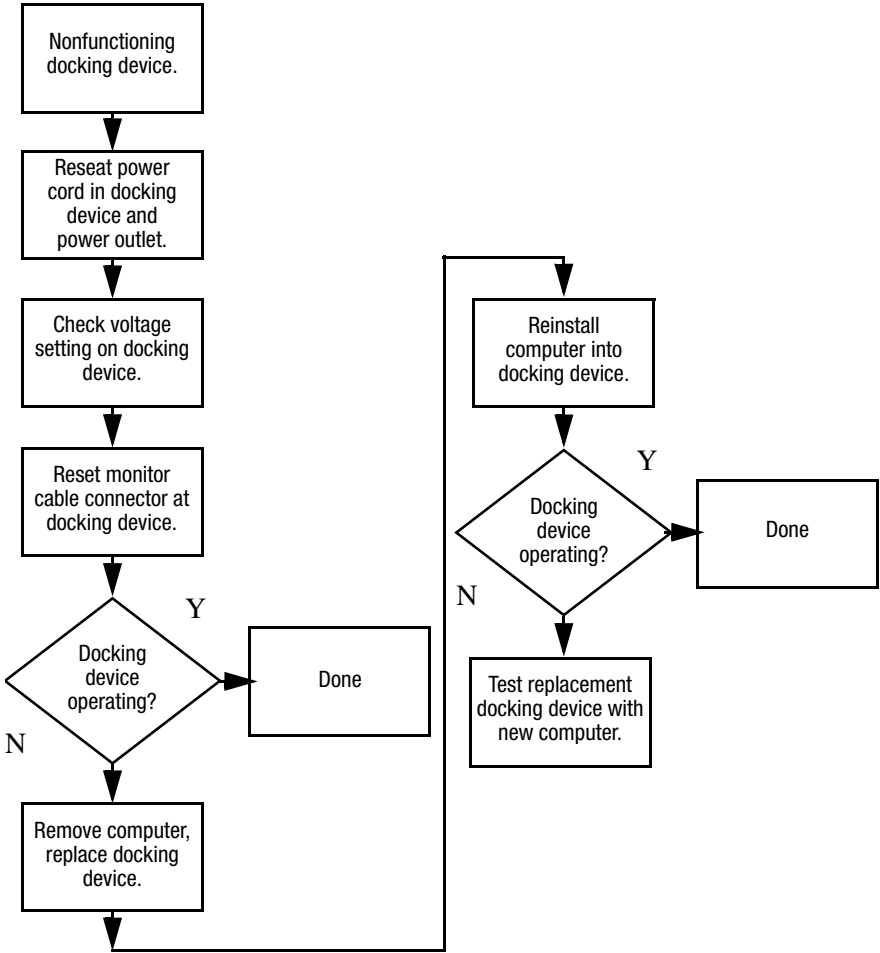 Nonfunctioning
docking device.
Reseat power
cord in docking
device and
power outlet.
Check voltage
setting on docking
device.
Reset monitor
cable connector at
docking device.
Docking
device
operating?
Y
Done
N
Remove computer,
replace docking
device.
Reinstall
computer into
docking device.
Docking
device
operating?
Y
Done
N
Test replacement
docking device with
new computer.